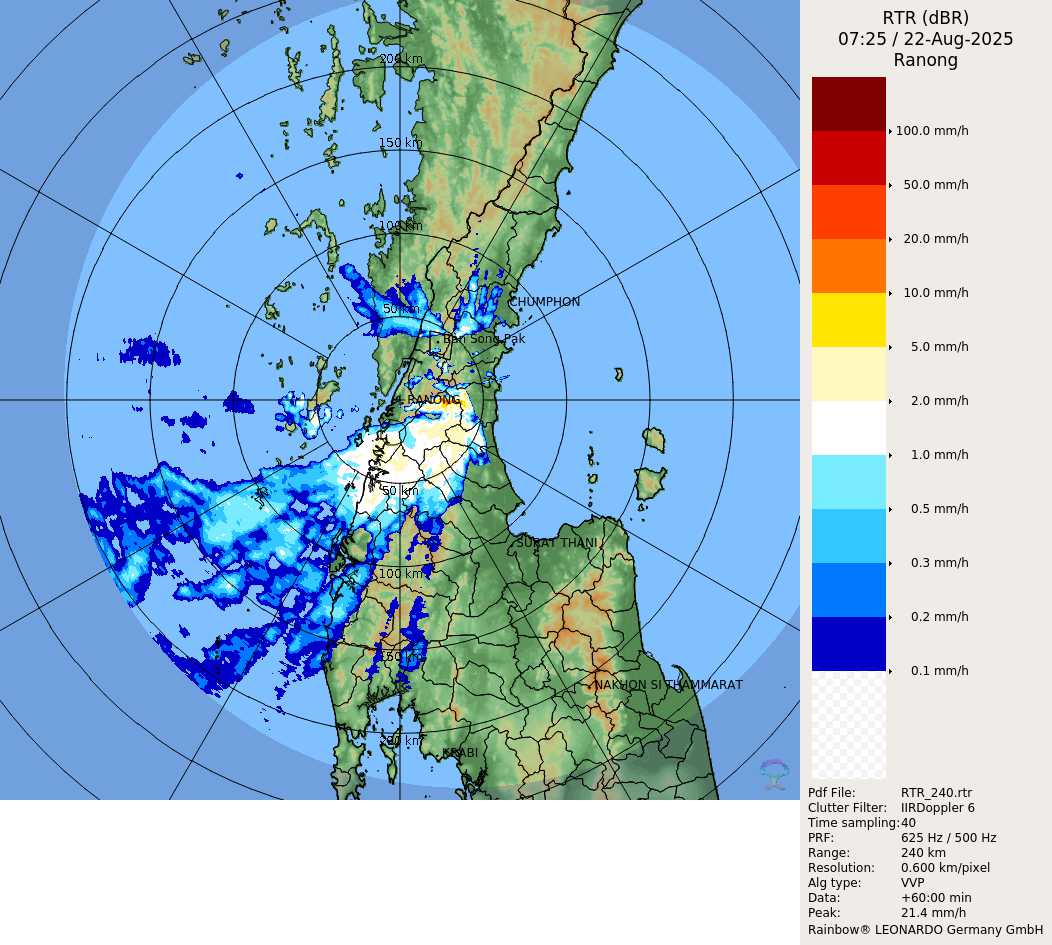 RTR (dBR)
07:25 / 22-Aug-2025
Ranong
200 km
150 km
100 km
50 km
CHUMPHON
Ban Song Pak
RANONG
50 km
SURAT THANI
100 km
150 km
NAKHON SI THAMMARAT
200 km
KRABI
100.0 mm/h
50.0 mm/h
20.0 mm/h
10.0 mm/h
5.0 mm/h
2.0 mm/h
1.0 mm/h
0.5 mm/h
0.3 mm/h
0.2 mm/h
0.1 mm/h
Pdf File: RTR_240.rtr
Clutter Filter: IIRDoppler 6
Time sampling: 40
PRF: 625 Hz / 500 Hz
Range: 240 km
Resolution: 0.600 km/pixel
Alg type: VVP
Data: +60:00 min
Peak: 21.4 mm/h
Rainbow® LEONARDO Germany GmbH